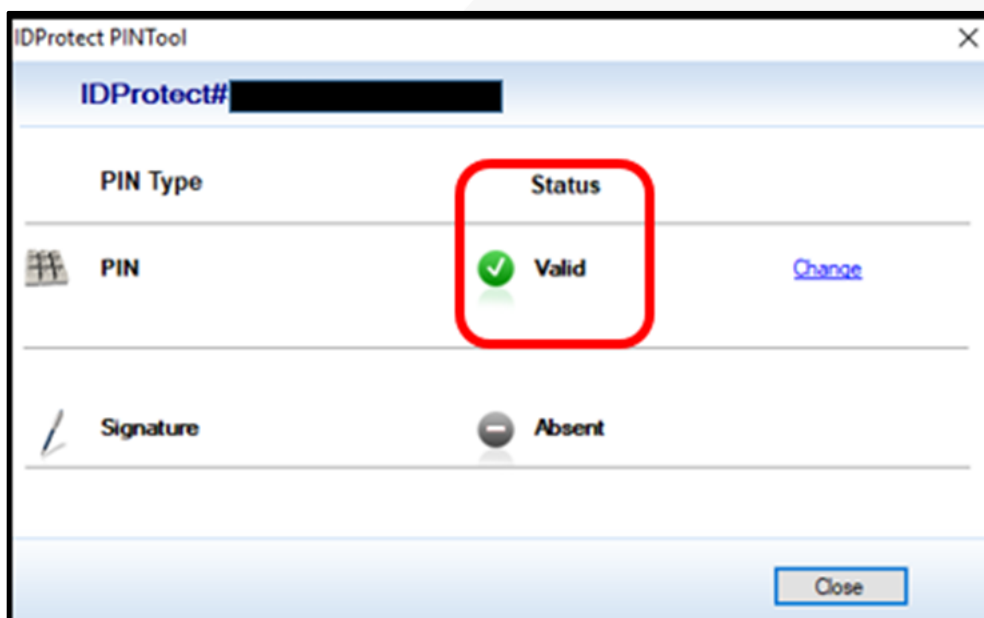 IDProtect PINTool
IDProtect#
PIN Type Status
PIN Valid Change
Signature Absent
Close